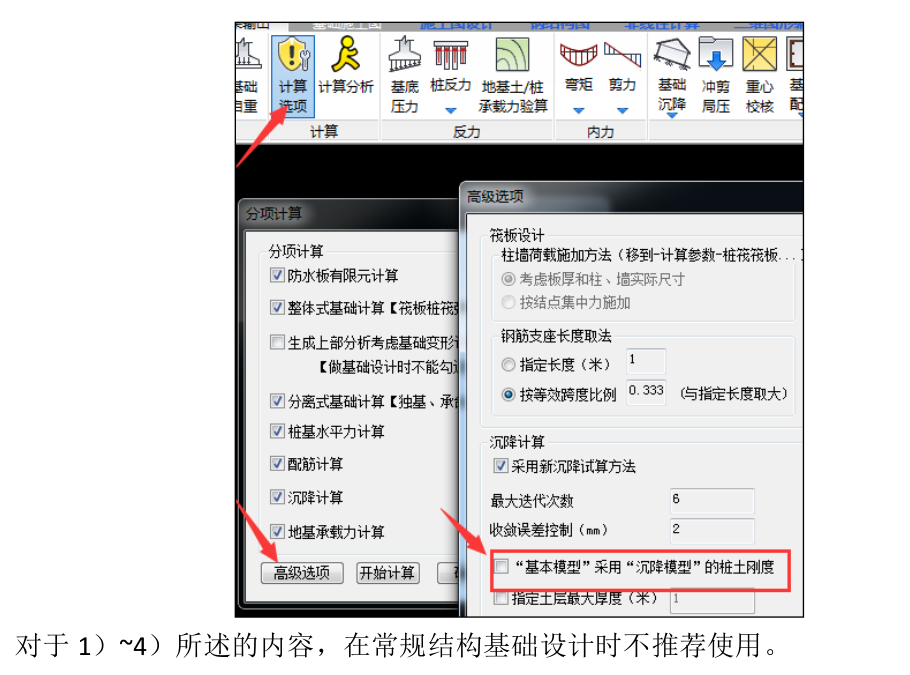 基础 计算 计算分析 基底 桩反力 地基土/桩 弯矩 剪力 基础 冲剪 重心
自重 选项 压力 承载力验算 沉降 局压 校核
计算 反力 内力
分项计算
分项计算
防水板有限元计算
整体式基础计算【筏板桩筏
生成上部分析考虑基础变形
【做基础设计时不能勾
分离式基础计算【独基、承
桩基水平力计算
配筋计算
沉降计算
地基承载力计算
高级选项 开始计算
高级选项
筏板设计
柱墙荷载施加方法（移到-计算参数-桩筏筏板...
考虑板厚和柱、墙实际尺寸
按结点集中力施加
钢筋支座长度取法
指定长度（米） 1
按等效跨度比例 0.333 （与指定长度取大）
沉降计算
采用新沉降试算方法
最大迭代次数 6
收敛误差控制（mm） 2
“基本模型”采用“沉降模型”的桩土刚度
指定土层最大厚度（米） 1
对于 1）~4）所述的内容，在常规结构基础设计时不推荐使用。